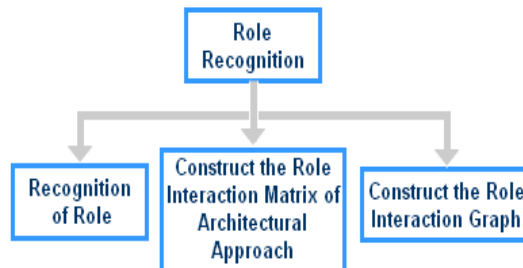 Role
Recognition
Recognition
of Role
Construct the Role
Interaction Matrix of
Architectural
Approach
Construct the Role
Interaction Graph